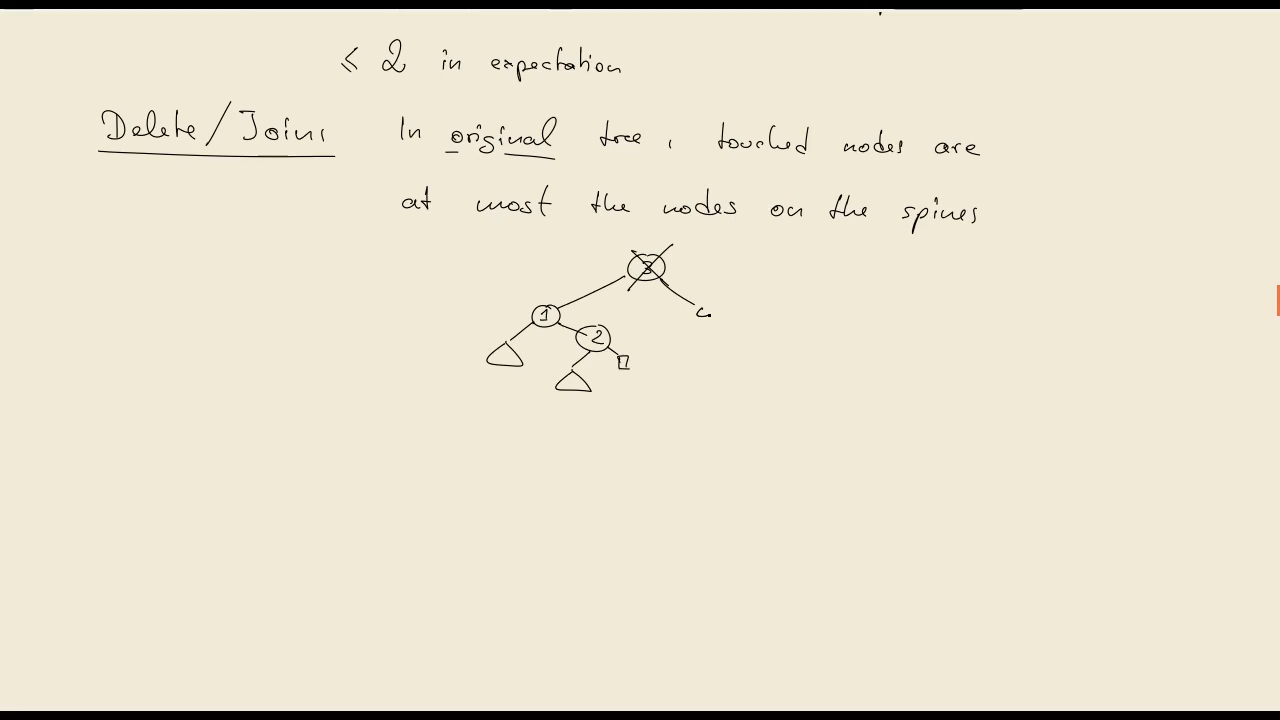 ≤ 2 in expectation
Delete/Join: In original tree, touched nodes are
at most the nodes on the spines
3
1
2